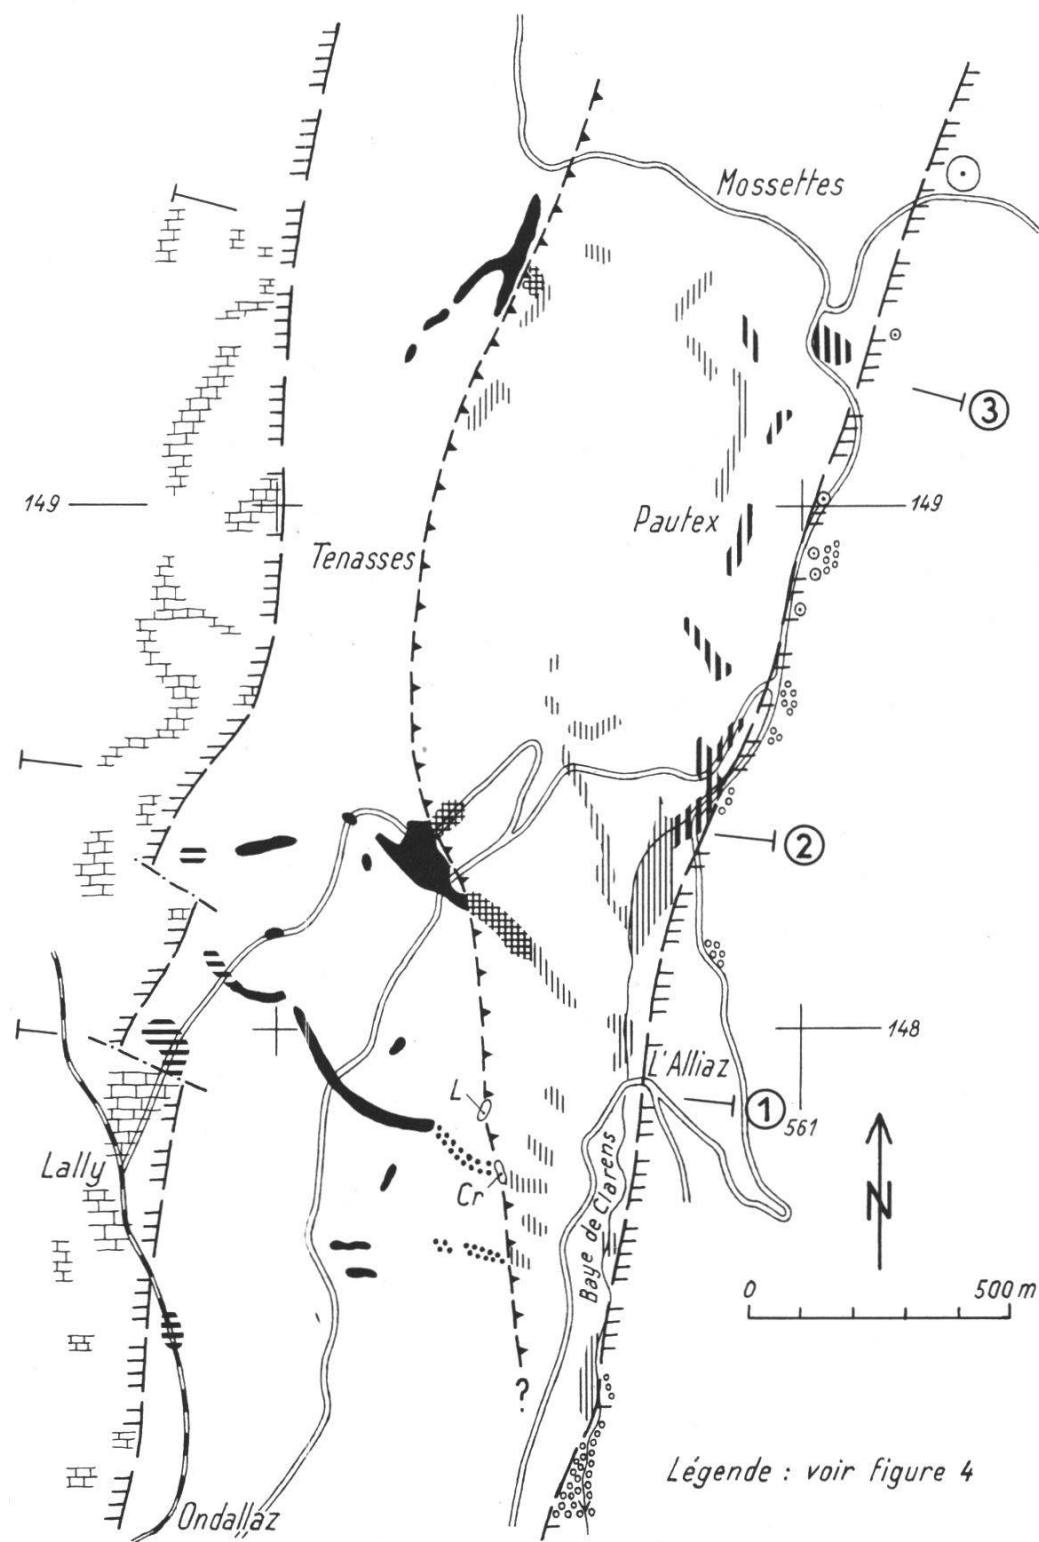 Mossettes
3
149
149
Pautex
Tenasses
2
148
L'Alliaz
L
1
561
Lally
Cr
Baye de Clarens
N
0 500 m
?
Légende : voir figure 4
Ondallaz